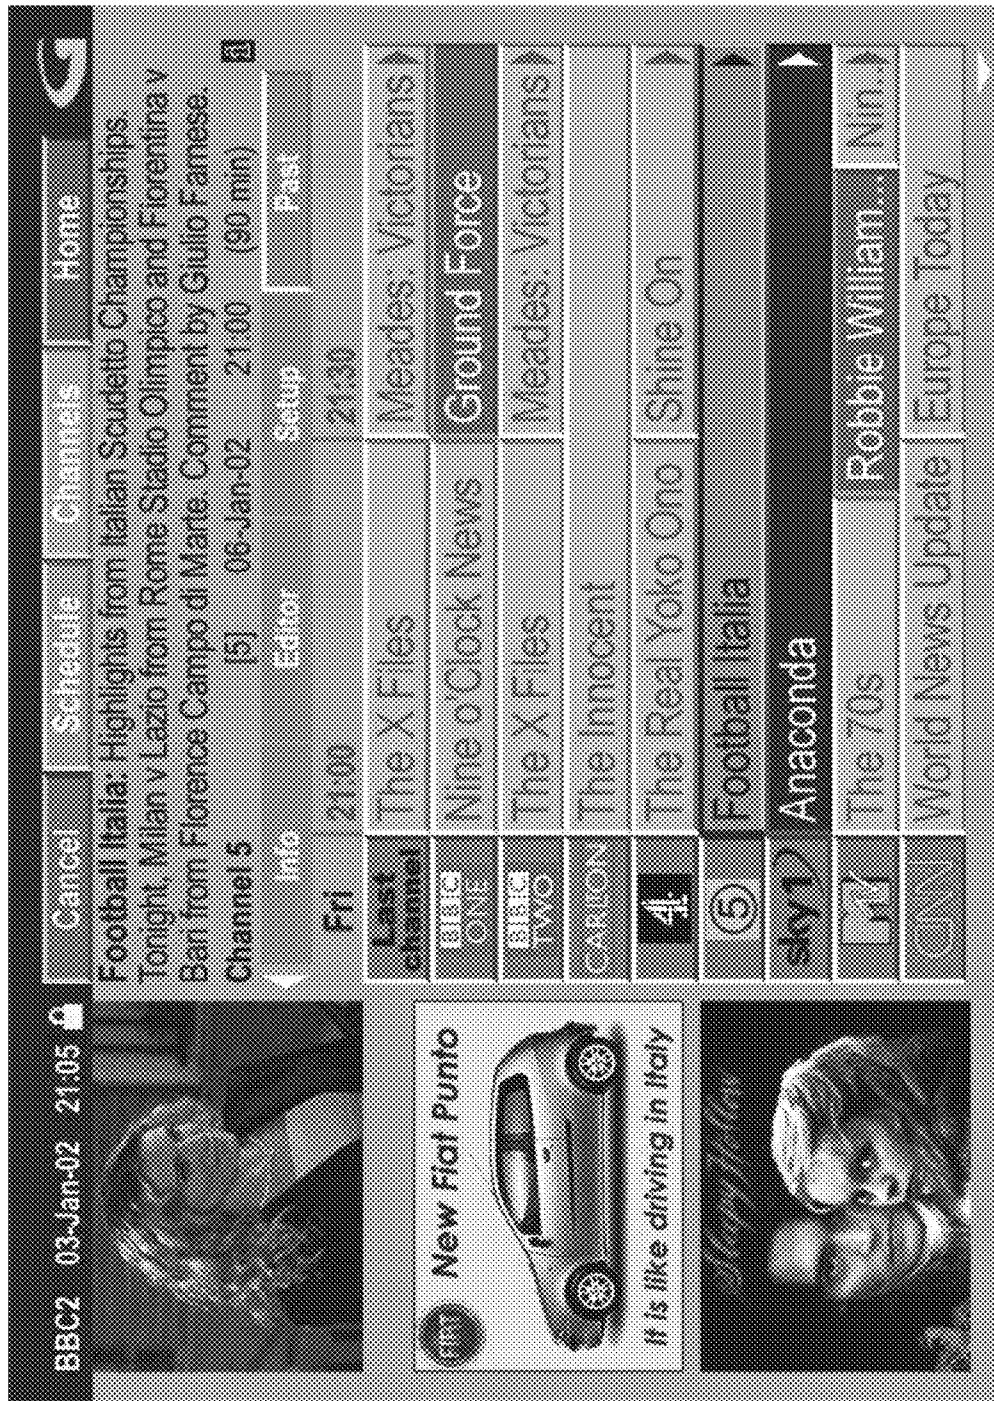 BBC2 03-Jan-02 21:05
Cancel Schedule Channels Home
Football Italia: Highlights from Italian Scudetto Championships.
Tonight, Milan v Lazio from Rome Stadio Olimpico and Fiorentina v
Bari from Florence Campo di Marte. Comment by Giulio Farnese.
Channel 5 [5] 06-Jan-02 21:00 (90 min)
Info Editor Setup Fast
Fri 21:00 21:30
Last channel The X Files Meades: Victorians
BBC ONE Nine o'Clock News Ground Force
BBC TWO The X Files Meades: Victorians
CARLTON The Innocent
4 The Real Yoko Ono Shine On
5 Football Italia
sky 1 Anaconda
The 70s Robbie William... Nin...
CNN World News Update Europe Today
FIAT New Fiat Punto
It is like driving in Italy